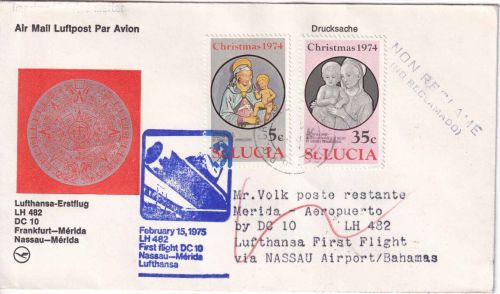 Air Mail Luftpost Par Avion
Drucksache
Christmas 1974
5c
ST. LUCIA
Christmas 1974
35c
ST. LUCIA
NON RECLAME
(NO RECLAMADO)
Lufthansa-Erstflug
LH 482
DC 10
Frankfurt-Mérida
Nassau-Mérida
February 15, 1975
LH 482
First flight DC 10
Nassau-Mérida
Lufthansa
Mr.Volk poste restante
Merida Aeropuerto
by DC 10 LH 482
Lufthansa First Flight
via NASSAU Airport/Bahamas